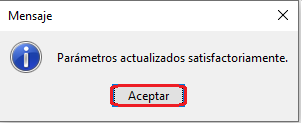 Mensaje
Parámetros actualizados satisfactoriamente.
Aceptar